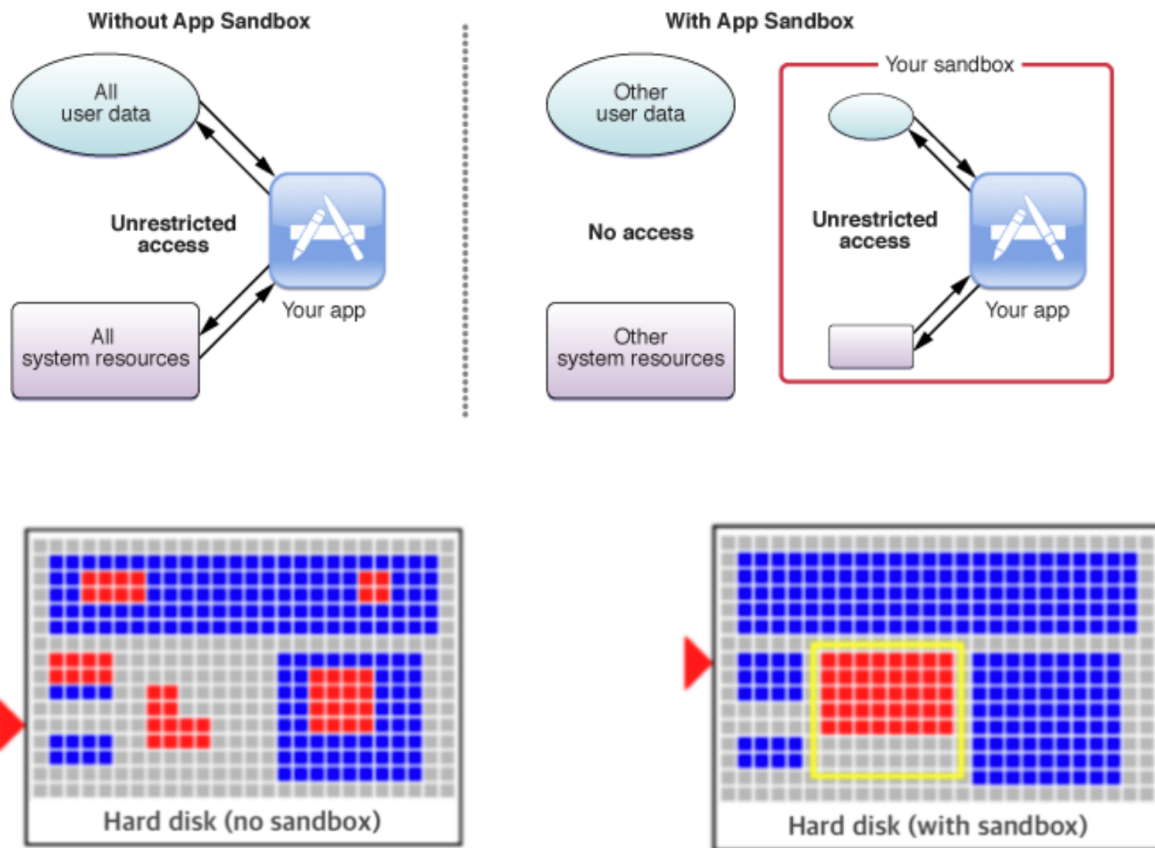 Without App Sandbox
All
user data
Unrestricted
access
Your app
All
system resources
With App Sandbox
Other
user data
Your sandbox
No access
Unrestricted
access
Your app
Other
system resources
Hard disk (no sandbox)
Hard disk (with sandbox)